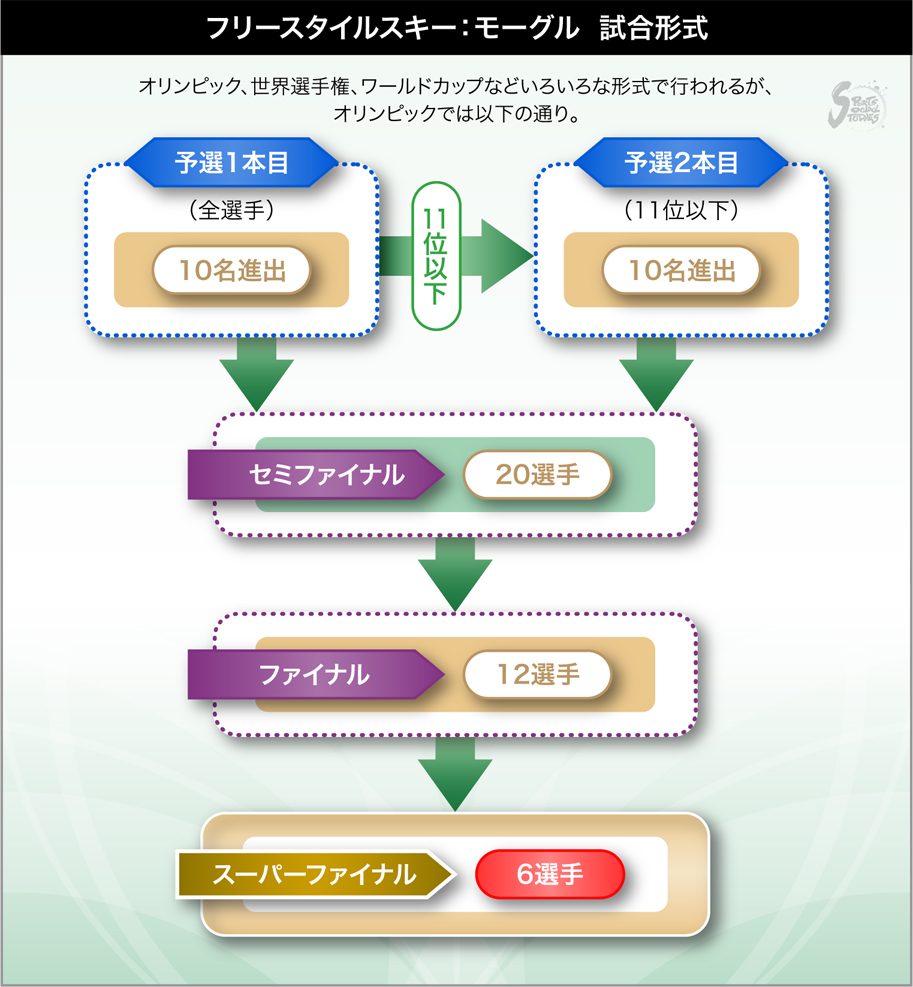 フリースタイルスキー：モーグル 試合形式
オリンピック、世界選手権、ワールドカップなどいろいろな形式で行われるが、
オリンピックでは以下の通り。
SPORTS
SOCIAL
STUDIES
予選1本目
（全選手）
10名進出
11位以下
予選2本目
（11位以下）
10名進出
セミファイナル
20選手
ファイナル
12選手
スーパーファイナル
6選手